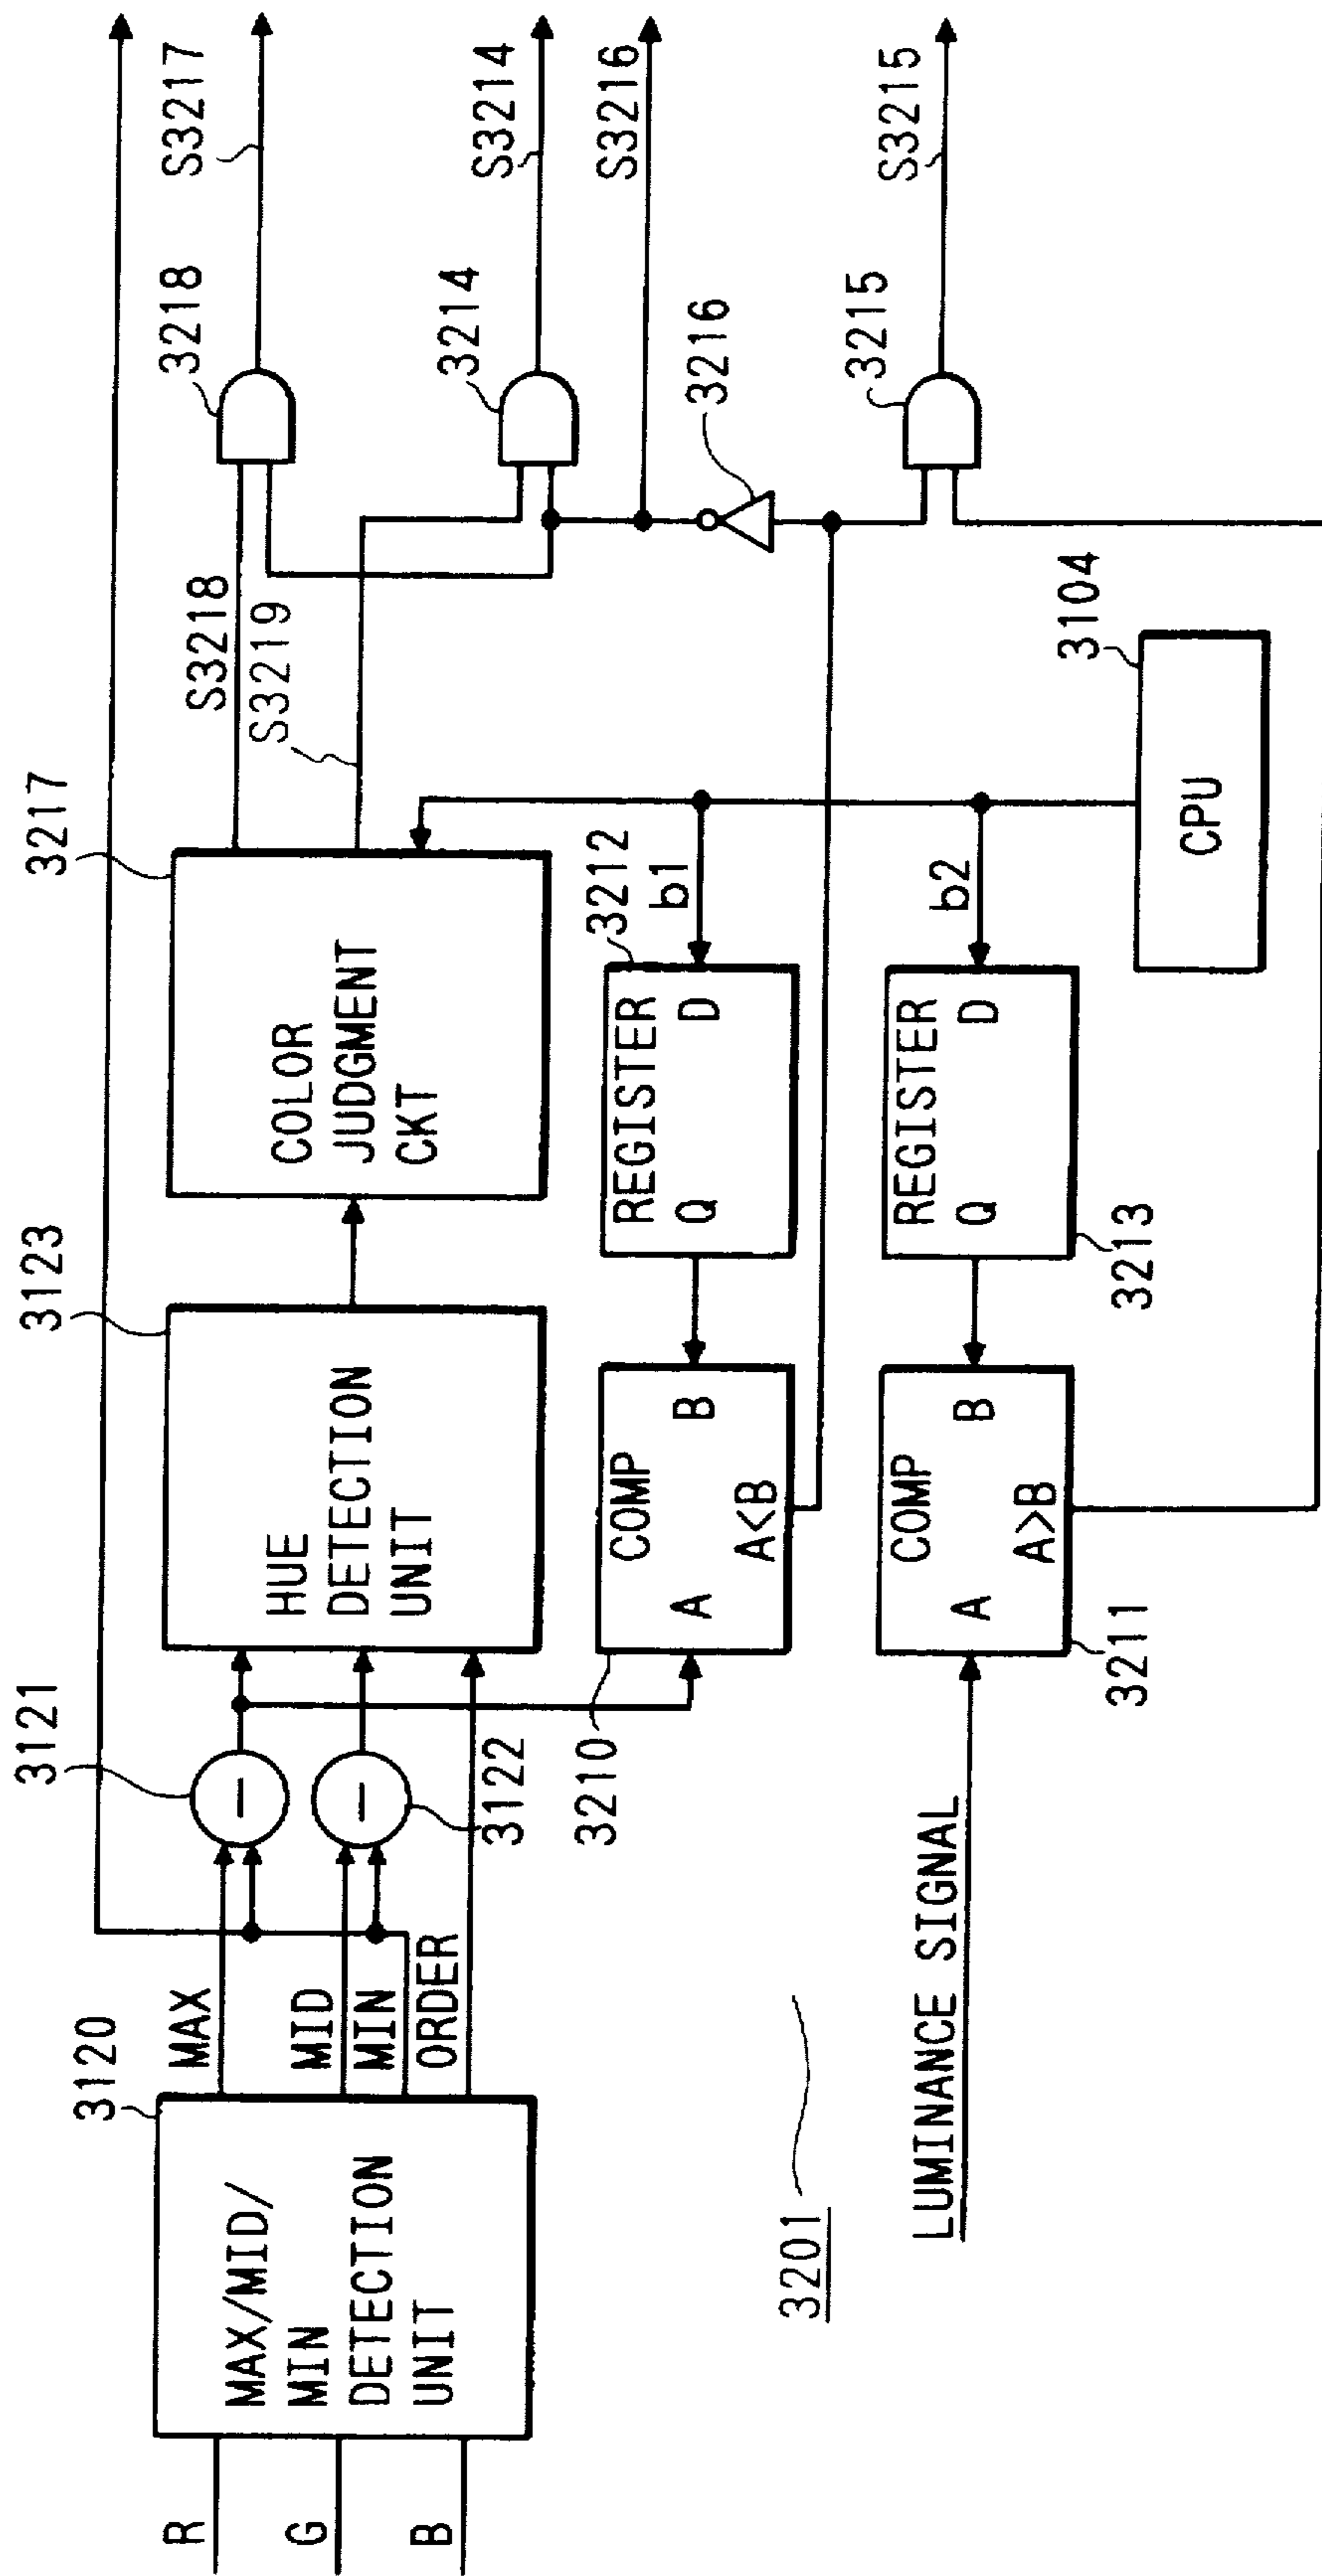 R
G
B
MAX/MID/
MIN
DETECTION
UNIT
3120
MAX
MID
MIN
ORDER
3121
3122
HUE
DETECTION
UNIT
3123
COLOR
JUDGMENT
CKT
3217
S3218
S3219
3218
S3217
3214
S3214
S3216
3216
3215
S3215
3210
COMP
A
B
A<B
REGISTER
Q
D
3212
b1
LUMINANCE SIGNAL
3211
COMP
A
B
A>B
REGISTER
Q
D
3213
b2
CPU
3104
3201